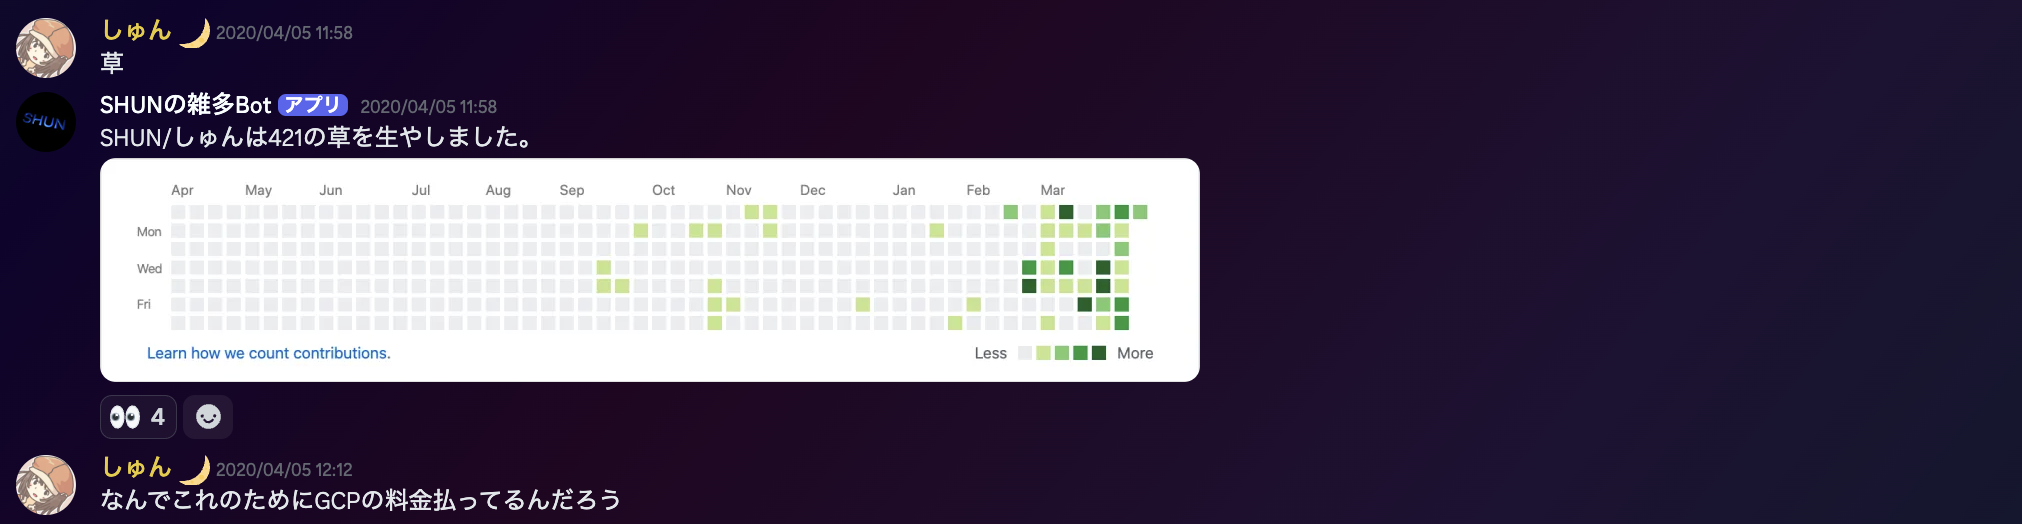 しゅん 🌙 2020/04/05 11:58
草
SHUN
SHUNの雑多Bot アプリ 2020/04/05 11:58
SHUN/しゅんは421の草を生やしました。
Apr May Jun Jul Aug Sep Oct Nov Dec Jan Feb Mar
Mon
Wed
Fri
Learn how we count contributions. Less More
👀 4
しゅん 🌙 2020/04/05 12:12
なんでこれのためにGCPの料金払ってるんだろう